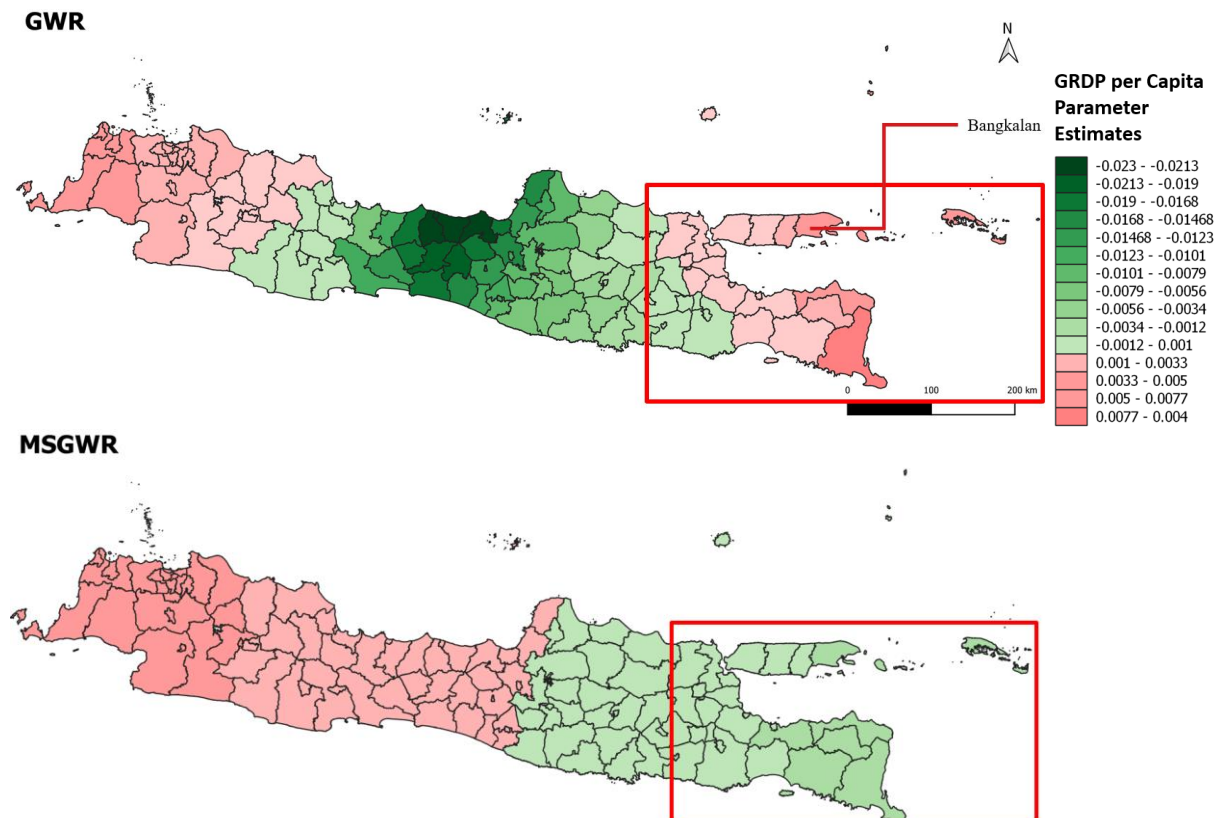 GWR
N
GRDP per Capita
Parameter
Estimates
Bangkalan
-0.023 - -0.0213
-0.0213 - -0.019
-0.019 - -0.0168
-0.0168 - -0.01468
-0.01468 - -0.0123
-0.0123 - -0.0101
-0.0101 - -0.0079
-0.0079 - -0.0056
-0.0056 - -0.0034
-0.0034 - -0.0012
-0.0012 - 0.001
0.001 - 0.0033
0.0033 - 0.005
0.005 - 0.0077
0.0077 - 0.004
0 100 200 km
MSGWR